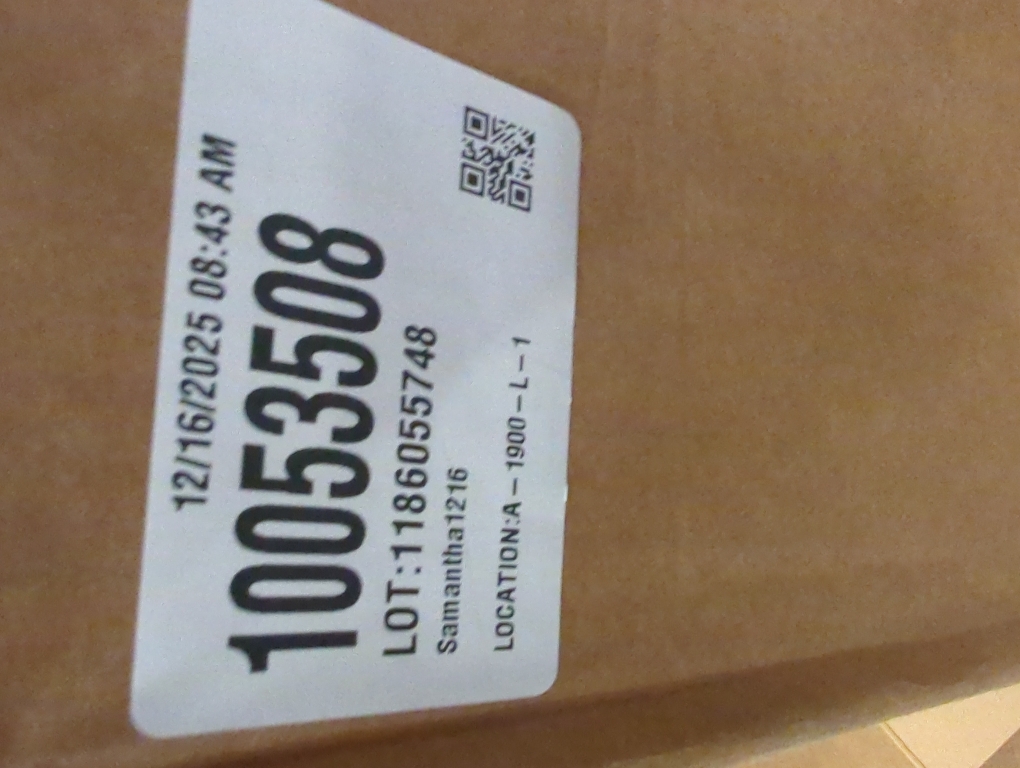 12/16/2025 08:43 AM
10053508
LOT:1186055748
Samantha1216
LOCATION:A-1900-L-1